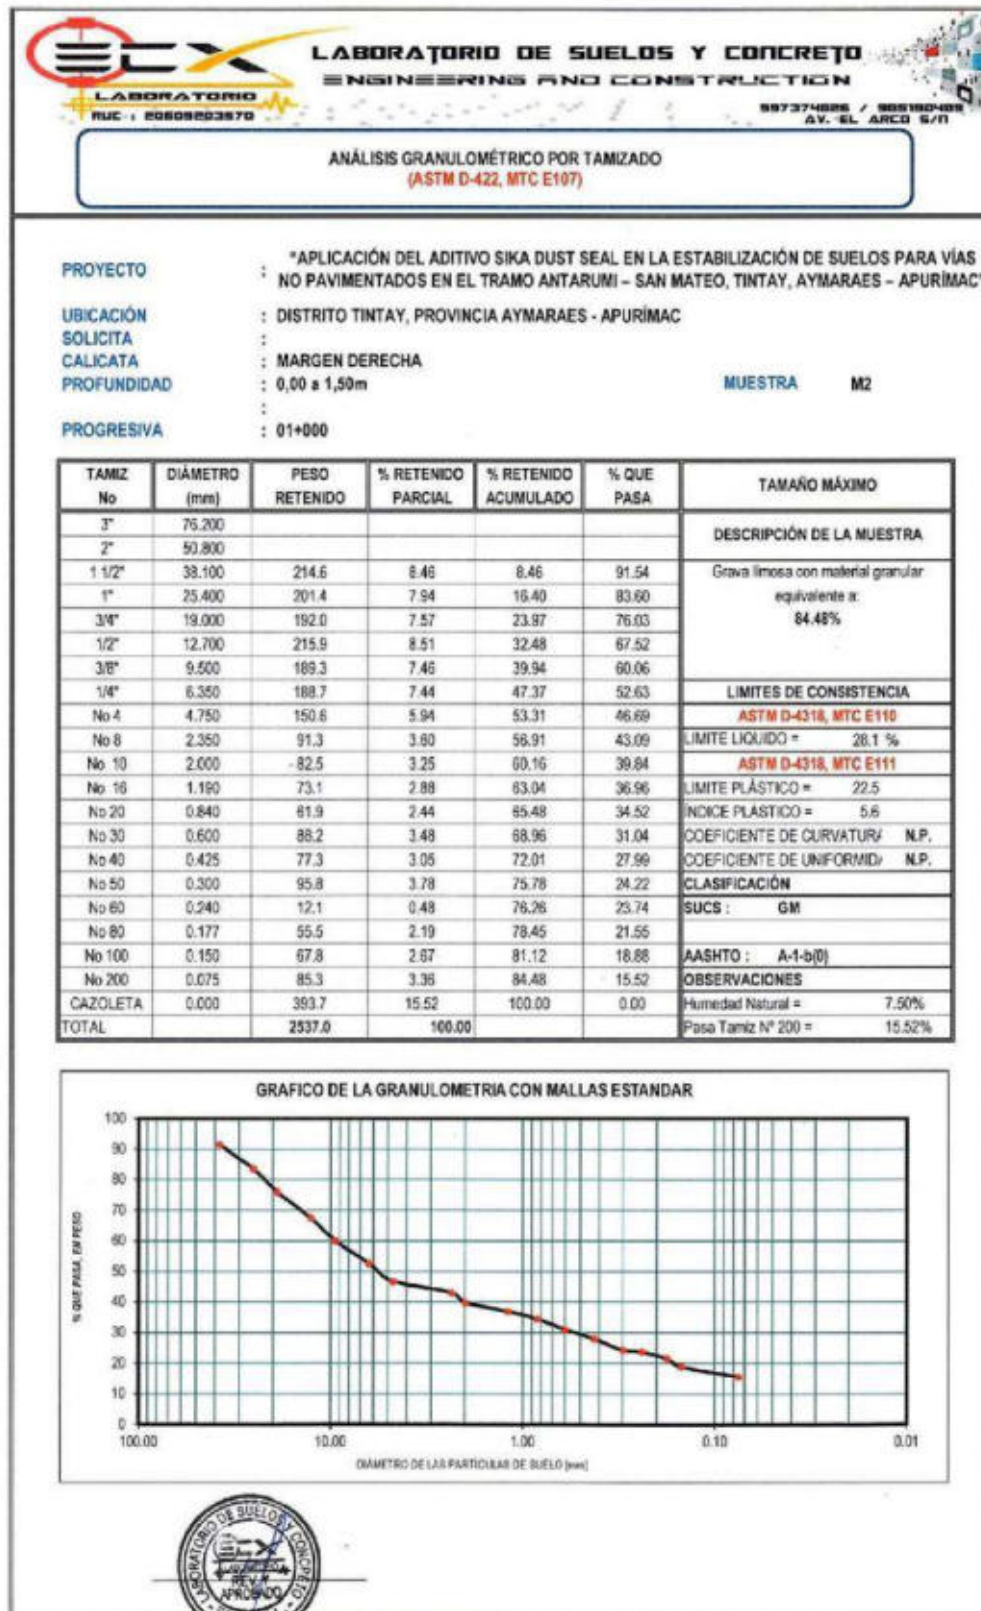 ECX
LABORATORIO
RUC : 20609203570
LABORATORIO DE SUELOS Y CONCRETO
ENGINEERING AND CONSTRUCTION
997374826 / 985190489
AV. EL ARCO S/N
ANÁLISIS GRANULOMÉTRICO POR TAMIZADO
(ASTM D-422, MTC E107)
PROYECTO : "APLICACIÓN DEL ADITIVO SIKA DUST SEAL EN LA ESTABILIZACIÓN DE SUELOS PARA VÍAS
NO PAVIMENTADOS EN EL TRAMO ANTARUMI – SAN MATEO, TINTAY, AYMARAES – APURÍMAC"
UBICACIÓN : DISTRITO TINTAY, PROVINCIA AYMARAES - APURÍMAC
SOLICITA :
CALICATA : MARGEN DERECHA
PROFUNDIDAD : 0,00 a 1,50m MUESTRA M2
:
PROGRESIVA : 01+000
TAMIZ No DIÁMETRO (mm) PESO RETENIDO % RETENIDO PARCIAL % RETENIDO ACUMULADO % QUE PASA TAMAÑO MÁXIMO
3" 76.200
2" 50.800 DESCRIPCIÓN DE LA MUESTRA
1 1/2" 38.100 214.6 8.46 8.46 91.54 Grava limosa con material granular
1" 25.400 201.4 7.94 16.40 83.60 equivalente a:
3/4" 19.000 192.0 7.57 23.97 76.03 84.48%
1/2" 12.700 215.9 8.51 32.48 67.52
3/8" 9.500 189.3 7.46 39.94 60.06
1/4" 6.350 188.7 7.44 47.37 52.63 LIMITES DE CONSISTENCIA
No 4 4.750 150.6 5.94 53.31 46.69 ASTM D-4318, MTC E110
No 8 2.350 91.3 3.60 56.91 43.09 LIMITE LIQUIDO = 28.1 %
No 10 2.000 82.5 3.25 60.16 39.84 ASTM D-4318, MTC E111
No 16 1.190 73.1 2.88 63.04 36.96 LIMITE PLÁSTICO = 22.5
No 20 0.840 61.9 2.44 65.48 34.52 ÍNDICE PLASTICO = 5.6
No 30 0.600 88.2 3.48 68.96 31.04 COEFICIENTE DE CURVATURA N.P.
No 40 0.425 77.3 3.05 72.01 27.99 COEFICIENTE DE UNIFORMID N.P.
No 50 0.300 95.8 3.78 75.78 24.22 CLASIFICACIÓN
No 60 0.240 12.1 0.48 76.26 23.74 SUCS : GM
No 80 0.177 55.5 2.19 78.45 21.55
No 100 0.150 67.8 2.67 81.12 18.88 AASHTO : A-1-b(0)
No 200 0.075 85.3 3.36 84.48 15.52 OBSERVACIONES
CAZOLETA 0.000 393.7 15.52 100.00 0.00 Humedad Natural = 7.50%
TOTAL 2537.0 100.00 Pasa Tamiz N° 200 = 15.52%
GRAFICO DE LA GRANULOMETRIA CON MALLAS ESTANDAR
% QUE PASA, EN PESO
100
90
80
70
60
50
40
30
20
10
0
100.00 10.00 1.00 0.10 0.01
DIÁMETRO DE LAS PARTÍCULAS DE SUELO [mm]
LABORATORIO DE SUELOS Y CONCRETO
ECX
LABORATORIO
APROBADO